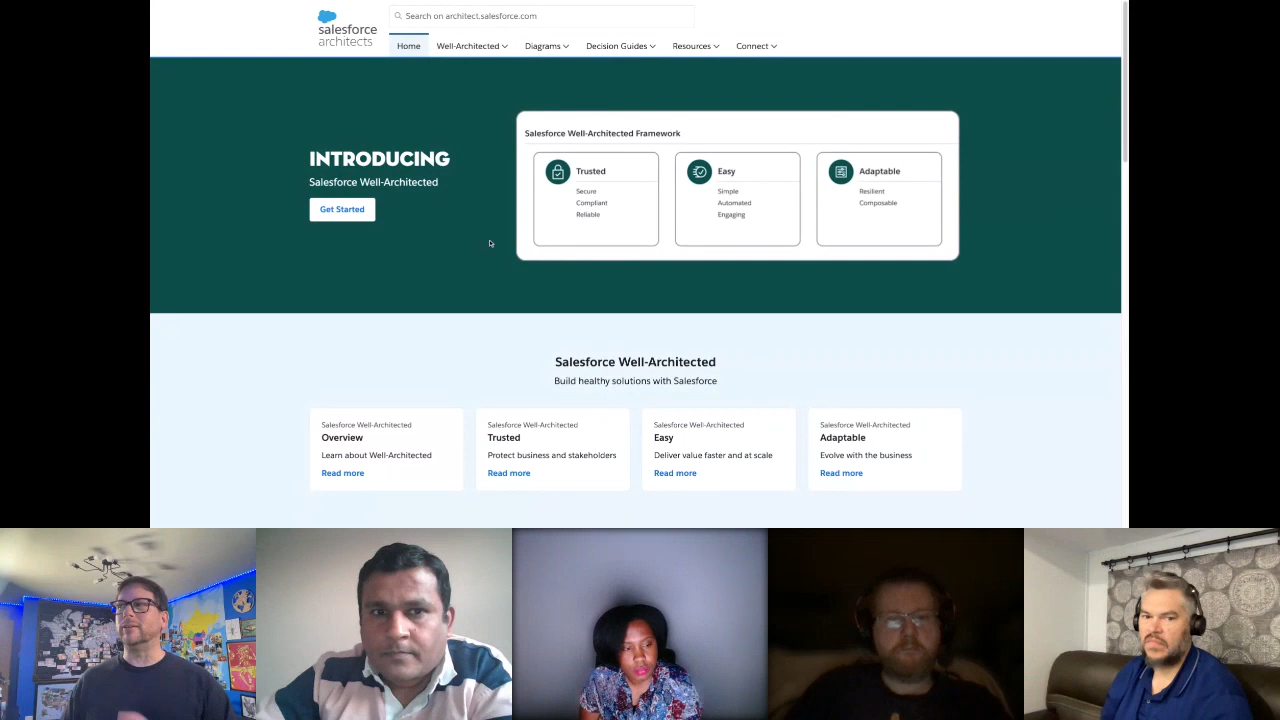 salesforce
architects
Search on architect.salesforce.com
Home
Well-Architected
Diagrams
Decision Guides
Resources
Connect
INTRODUCING
Salesforce Well-Architected
Get Started
Salesforce Well-Architected Framework
Trusted
Secure
Compliant
Reliable
Easy
Simple
Automated
Engaging
Adaptable
Resilient
Composable
Salesforce Well-Architected
Build healthy solutions with Salesforce
Salesforce Well-Architected
Overview
Learn about Well-Architected
Read more
Salesforce Well-Architected
Trusted
Protect business and stakeholders
Read more
Salesforce Well-Architected
Easy
Deliver value faster and at scale
Read more
Salesforce Well-Architected
Adaptable
Evolve with the business
Read more